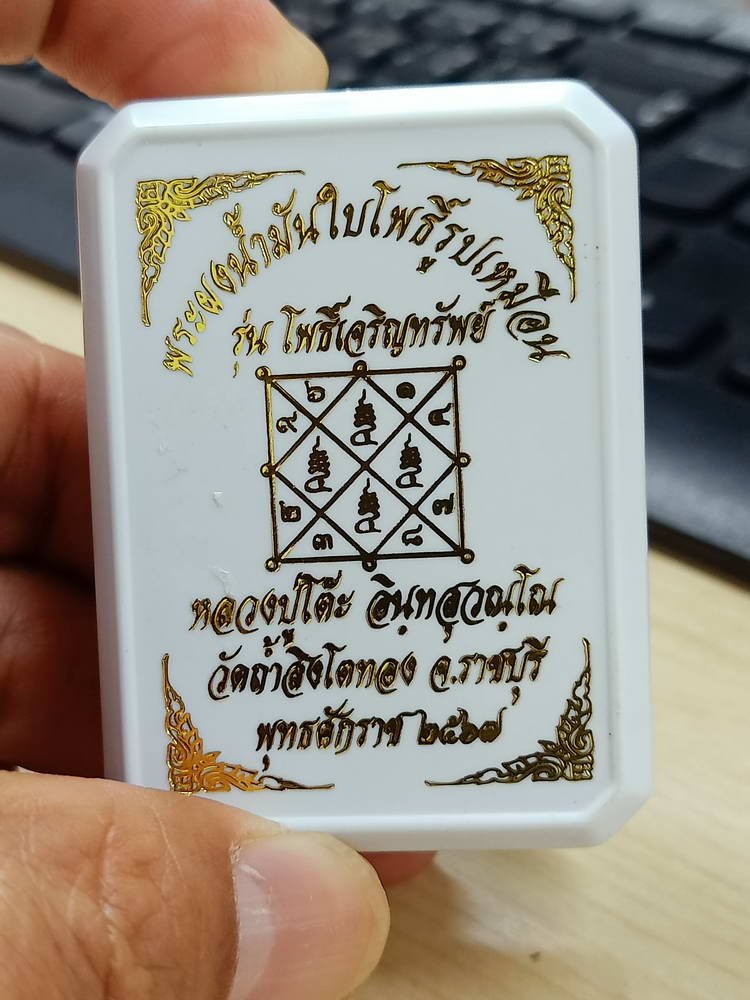 พระผงน้ำมันใบโพธิ์รูปเหมือน
รุ่น โพธิ์เจริญทรัพย์
๖ ๑
๙ ๔
๒ ๗
๓ ๘
หลวงปู่โต๊ะ อินฺทสุวณฺโณ
วัดถ้ำสิงโตทอง จ.ราชบุรี
พุทธศักราช ๒๕๖๗